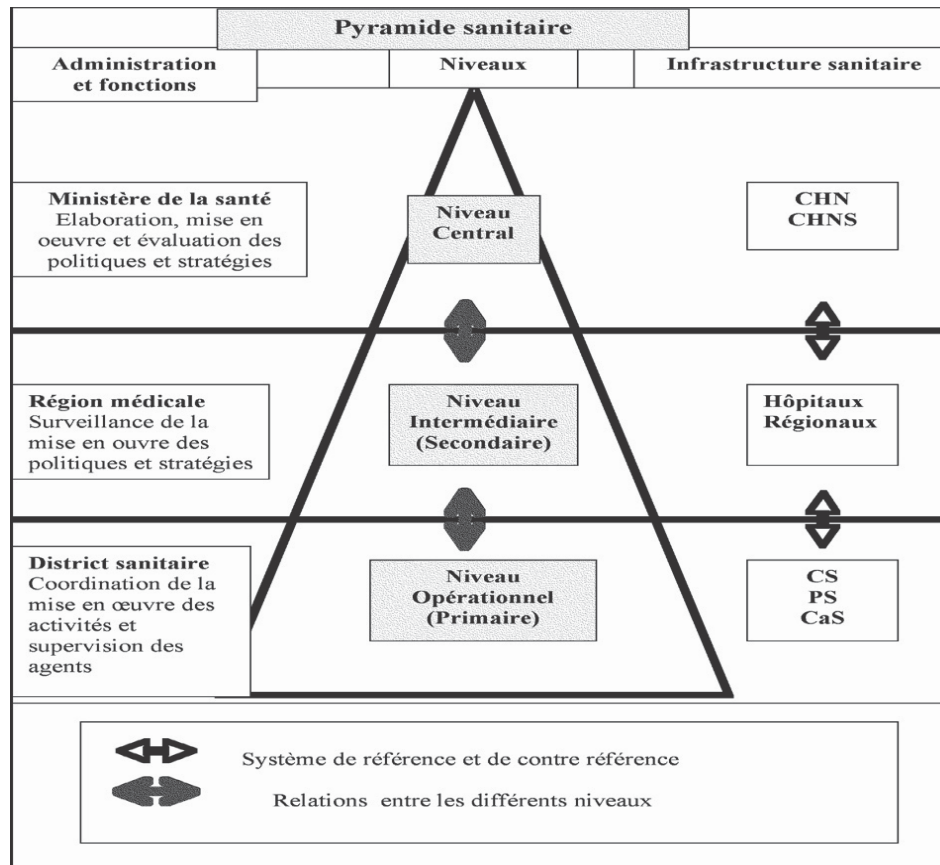 Pyramide sanitaire
Administration
et fonctions
Niveaux
Infrastructure sanitaire
Ministère de la santé
Elaboration, mise en
oeuvre et évaluation des
politiques et stratégies
Niveau
Central
CHN
CHNS
Région médicale
Surveillance de la
mise en ouvre des
politiques et stratégies
Niveau
Intermédiaire
(Secondaire)
Hôpitaux
Régionaux
District sanitaire
Coordination de la
mise en œuvre des
activités et
supervision des
agents
Niveau
Opérationnel
(Primaire)
CS
PS
CaS
Système de référence et de contre référence
Relations entre les différents niveaux